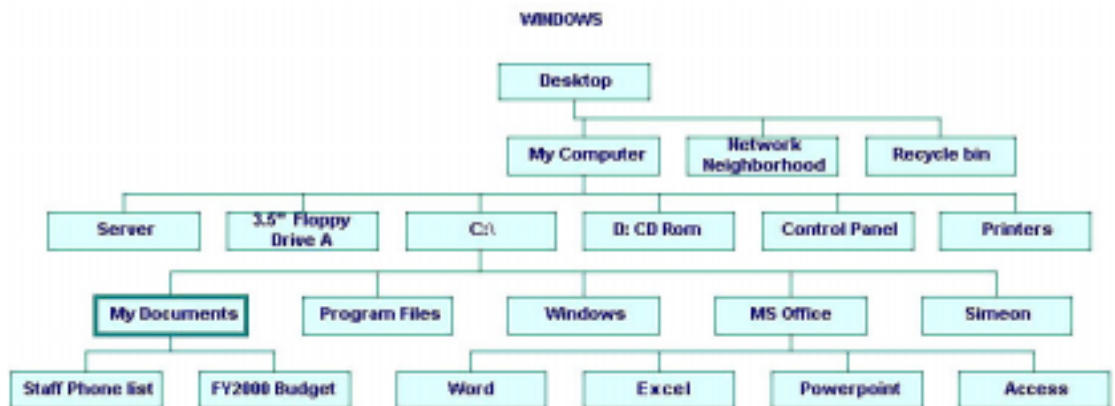 WINDOWS
Desktop
My Computer
Network
Neighborhood
Recycle bin
Server
3.5" Floppy
Drive A
C:\
D: CD Rom
Control Panel
Printers
My Documents
Program Files
Windows
MS Office
Simeon
Staff Phone list
FY2000 Budget
Word
Excel
Powerpoint
Access